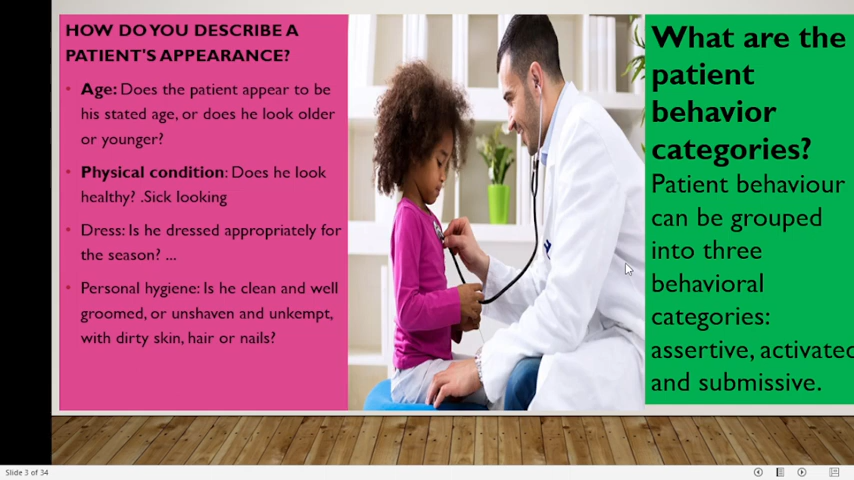 HOW DO YOU DESCRIBE A
PATIENT'S APPEARANCE?
• Age: Does the patient appear to be
his stated age, or does he look older
or younger?
• Physical condition: Does he look
healthy? .Sick looking
• Dress: Is he dressed appropriately for
the season? ...
• Personal hygiene: Is he clean and well
groomed, or unshaven and unkempt,
with dirty skin, hair or nails?
What are the
patient
behavior
categories?
Patient behaviour
can be grouped
into three
behavioral
categories:
assertive, activated
and submissive.
Slide 3 of 34